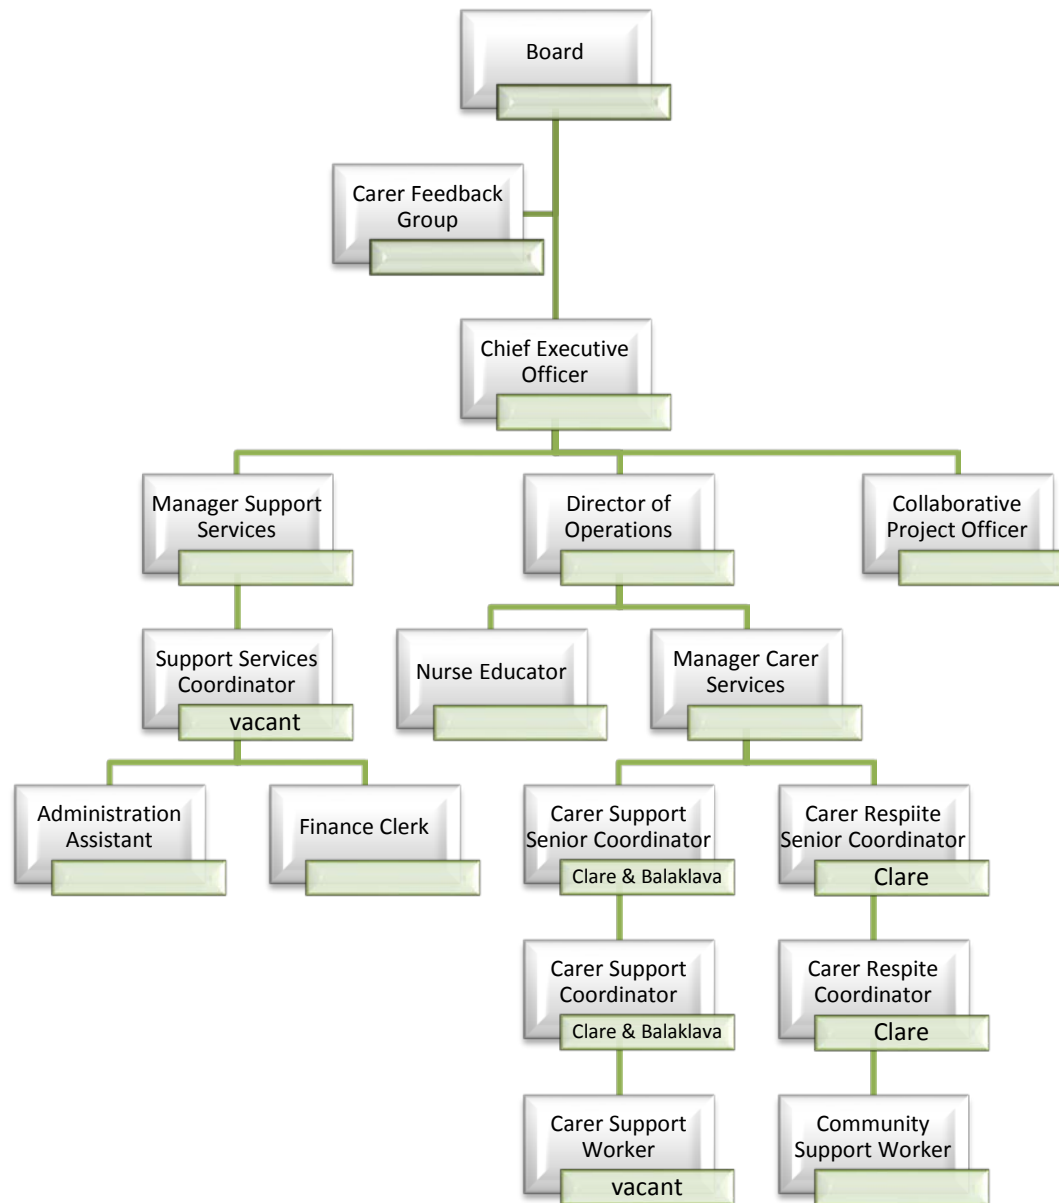 Board
Carer Feedback
Group
Chief Executive
Officer
Manager Support
Services
Director of
Operations
Collaborative
Project Officer
Support Services
Coordinator
vacant
Nurse Educator
Manager Carer
Services
Administration
Assistant
Finance Clerk
Carer Support
Senior Coordinator
Clare & Balaklava
Carer Respiite
Senior Coordinator
Clare
Carer Support
Coordinator
Clare & Balaklava
Carer Respite
Coordinator
Clare
Carer Support
Worker
vacant
Community
Support Worker